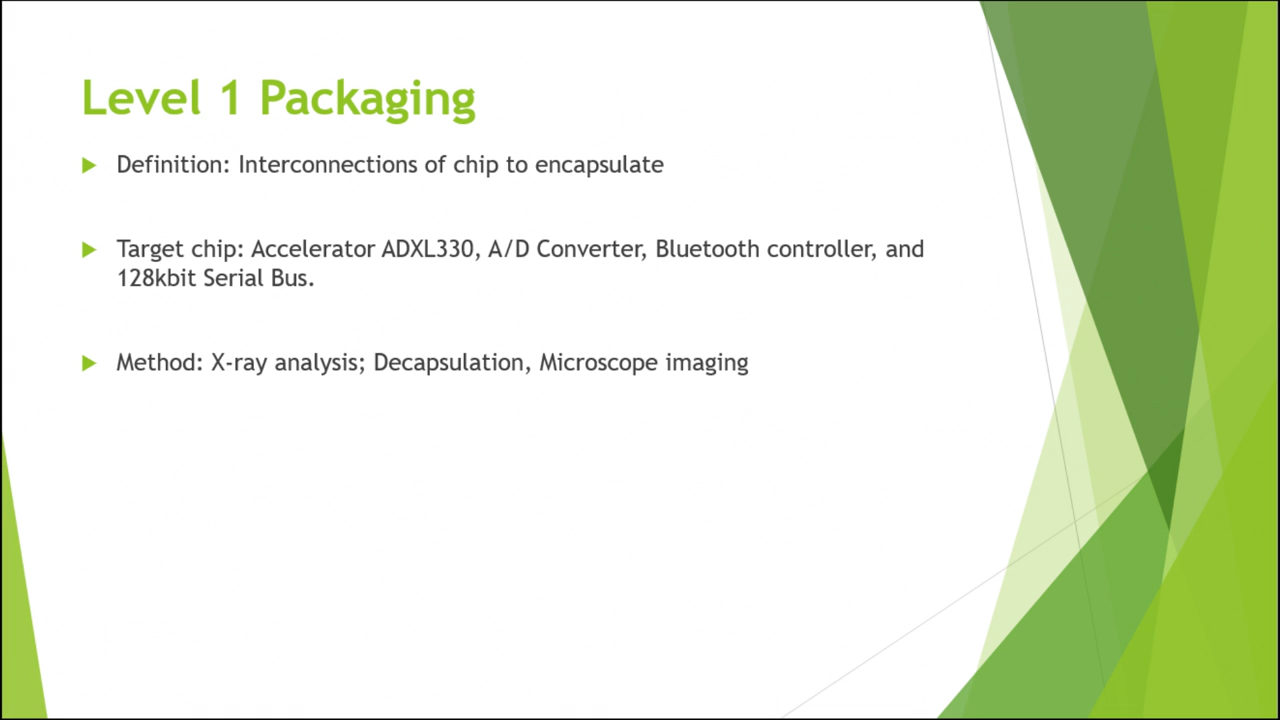 Level 1 Packaging
Definition: Interconnections of chip to encapsulate
Target chip: Accelerator ADXL330, A/D Converter, Bluetooth controller, and
128kbit Serial Bus.
Method: X-ray analysis; Decapsulation, Microscope imaging